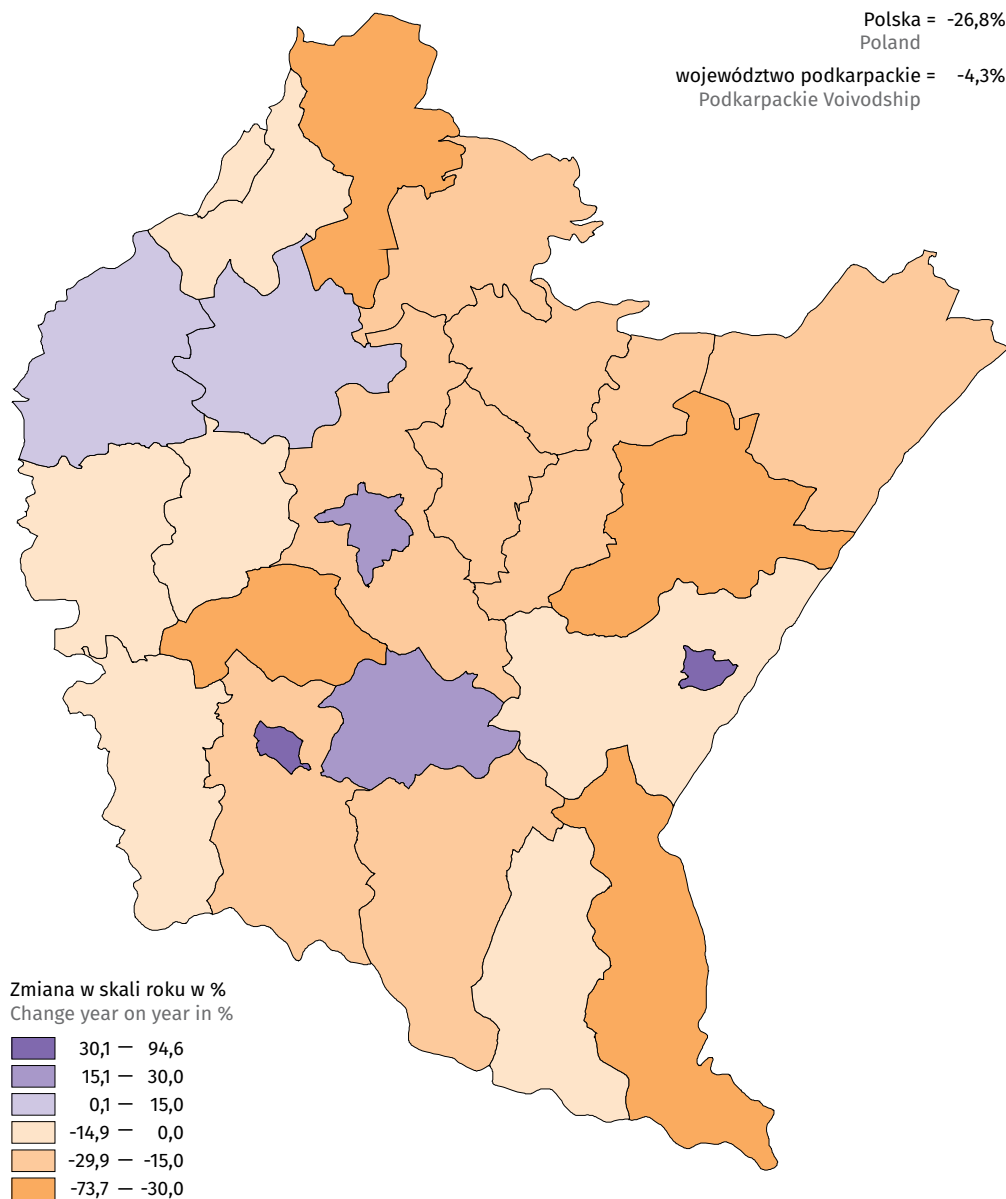 Polska = -26,8%
Poland
województwo podkarpackie = -4,3%
Podkarpackie Voivodship
Zmiana w skali roku w %
Change year on year in %
30,1 — 94,6
15,1 — 30,0
0,1 — 15,0
-14,9 — 0,0
-29,9 — -15,0
-73,7 — -30,0